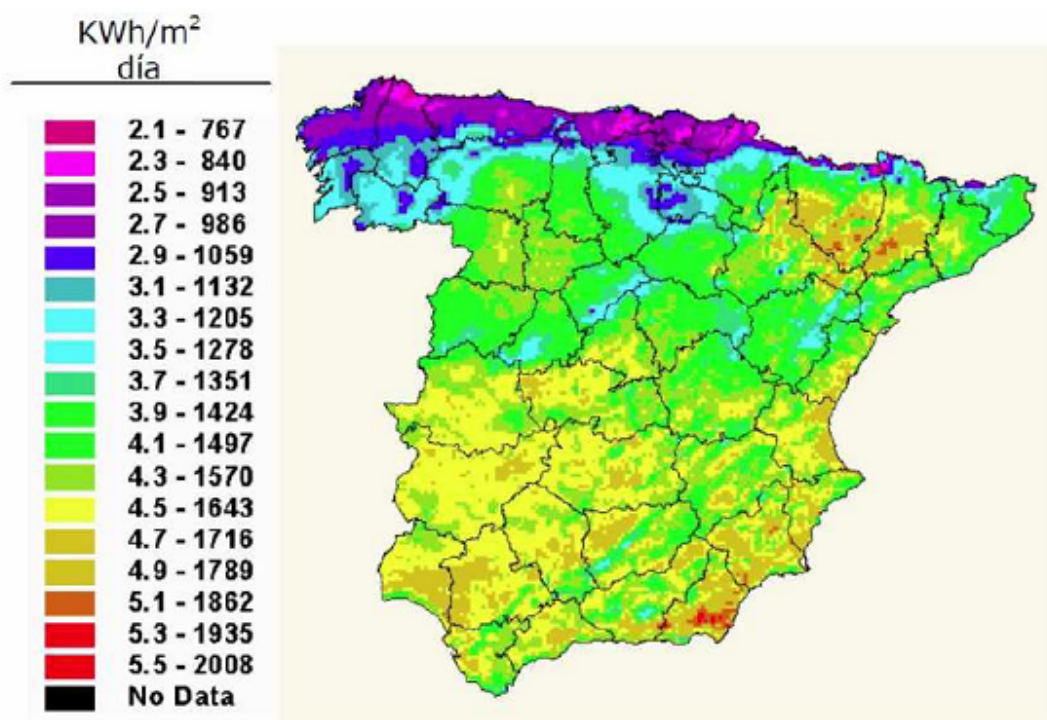 KWh/m²
día
2.1 - 767
2.3 - 840
2.5 - 913
2.7 - 986
2.9 - 1059
3.1 - 1132
3.3 - 1205
3.5 - 1278
3.7 - 1351
3.9 - 1424
4.1 - 1497
4.3 - 1570
4.5 - 1643
4.7 - 1716
4.9 - 1789
5.1 - 1862
5.3 - 1935
5.5 - 2008
No Data